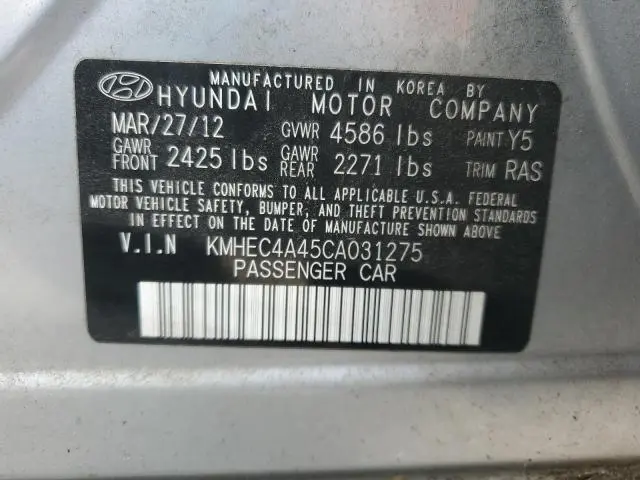 MANUFACTURED IN KOREA BY
HYUNDAI MOTOR COMPANY
MAR/27/12 GVWR 4586 lbs PAINT Y5
GAWR FRONT 2425 lbs GAWR REAR 2271 lbs TRIM RAS
THIS VEHICLE CONFORMS TO ALL APPLICABLE U.S.A. FEDERAL
MOTOR VEHICLE SAFETY, BUMPER, AND THEFT PREVENTION STANDARDS
IN EFFECT ON THE DATE OF MANUFACTURE SHOWN ABOVE.
V.I.N KMHEC4A45CA031275
PASSENGER CAR